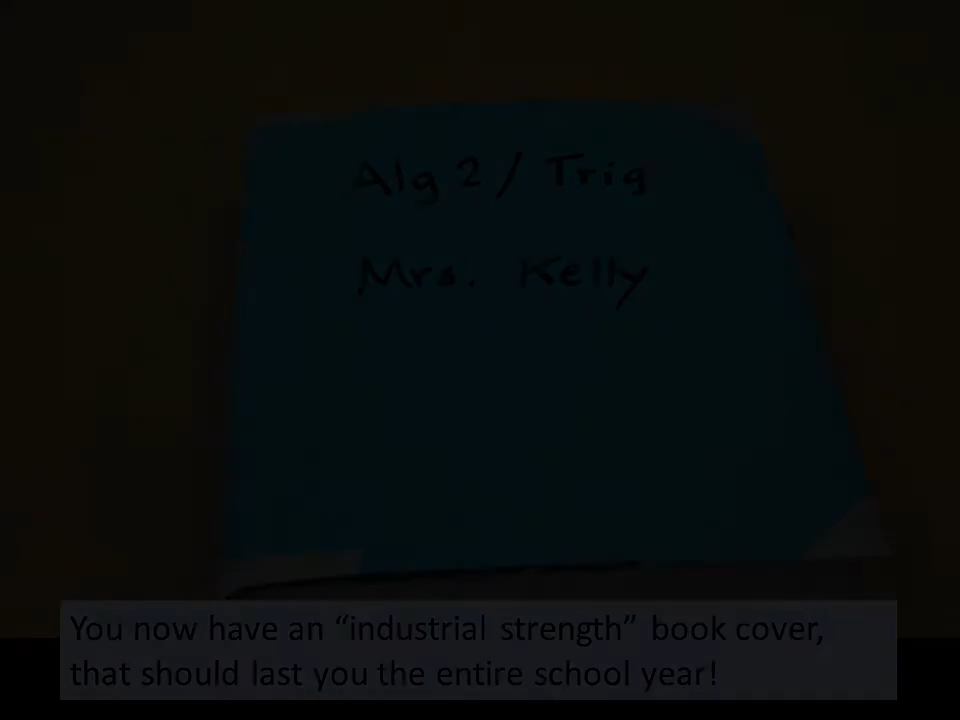 Alg 2 / Trig
Mrs. Kelly
You now have an “industrial strength” book cover,
that should last you the entire school year!